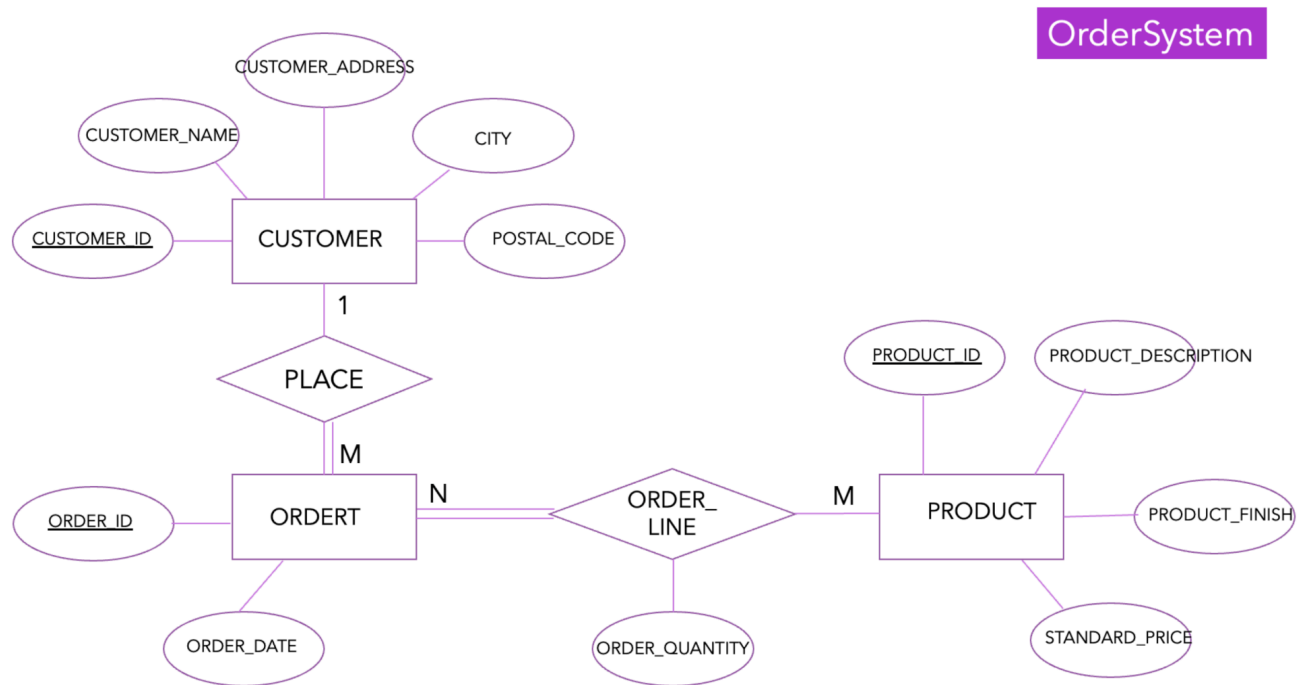 OrderSystem
CUSTOMER_ADDRESS
CUSTOMER_NAME
CITY
CUSTOMER_ID
CUSTOMER
POSTAL_CODE
1
PLACE
PRODUCT_ID
PRODUCT_DESCRIPTION
M
ORDER_ID
ORDERT
N
ORDER_
LINE
M
PRODUCT
PRODUCT_FINISH
ORDER_DATE
ORDER_QUANTITY
STANDARD_PRICE